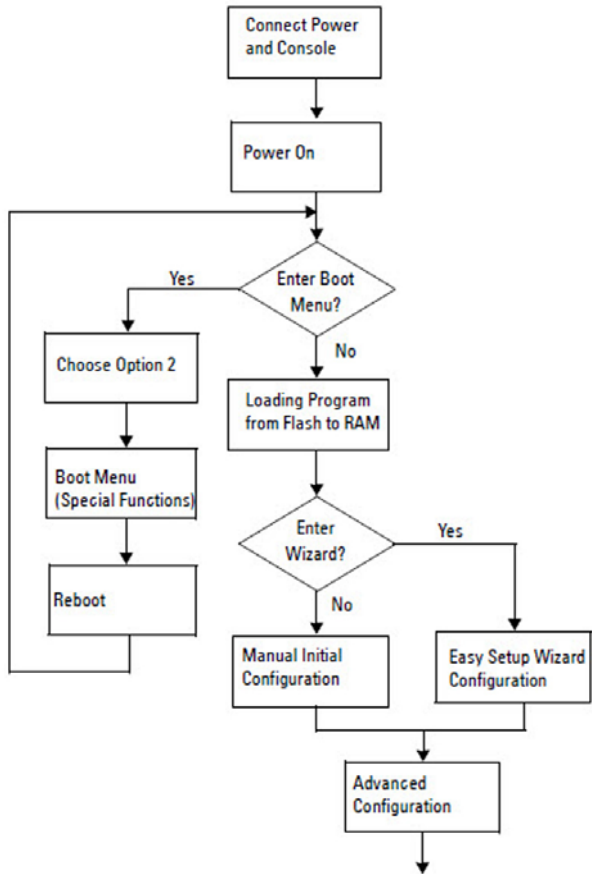 Connect Power
and Console
Power On
Enter Boot
Menu?
Yes
No
Choose Option 2
Loading Program
from Flash to RAM
Boot Menu
(Special Functions)
Enter
Wizard?
Yes
No
Reboot
Manual Initial
Configuration
Easy Setup Wizard
Configuration
Advanced
Configuration